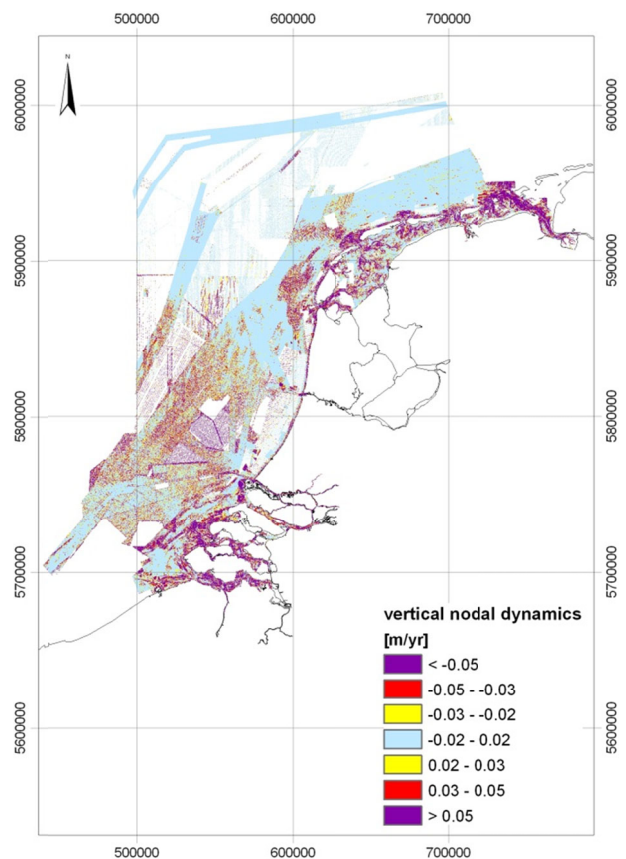 500000 600000 700000
N
6000000 6000000
5900000 5900000
5800000 5800000
5700000 5700000
5600000 5600000
vertical nodal dynamics
[m/yr]
< -0.05
-0.05 - -0.03
-0.03 - -0.02
-0.02 - 0.02
0.02 - 0.03
0.03 - 0.05
> 0.05
500000 600000 700000